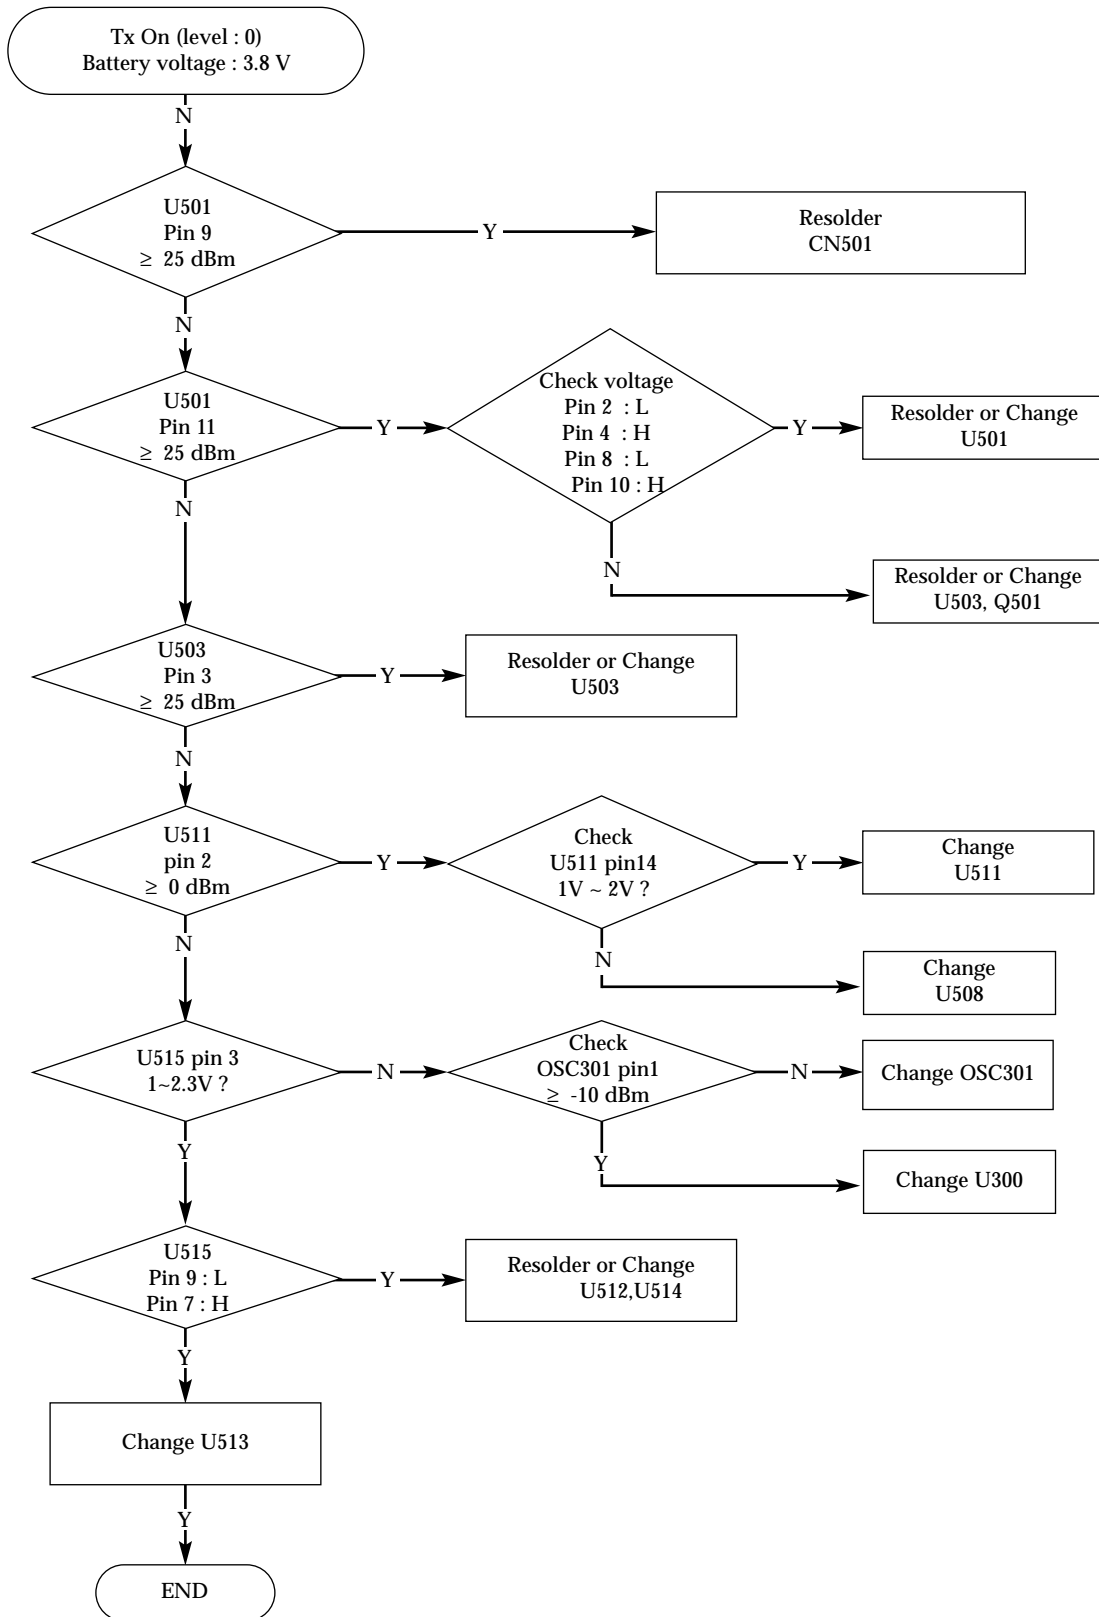 Tx On (level : 0)
Battery voltage : 3.8 V
N
U501
Pin 9
≥ 25 dBm
Y
Resolder
CN501
N
U501
Pin 11
≥ 25 dBm
Y
Check voltage
Pin 2 : L
Pin 4 : H
Pin 8 : L
Pin 10 : H
Y
Resolder or Change
U501
N
N
Resolder or Change
U503, Q501
U503
Pin 3
≥ 25 dBm
Y
Resolder or Change
U503
N
U511
pin 2
≥ 0 dBm
Y
Check
U511 pin14
1V ~ 2V ?
Y
Change
U511
N
N
Change
U508
U515 pin 3
1~2.3V ?
N
Check
OSC301 pin1
≥ -10 dBm
N
Change OSC301
Y
Y
Change U300
U515
Pin 9 : L
Pin 7 : H
Y
Resolder or Change
U512,U514
Y
Change U513
Y
END